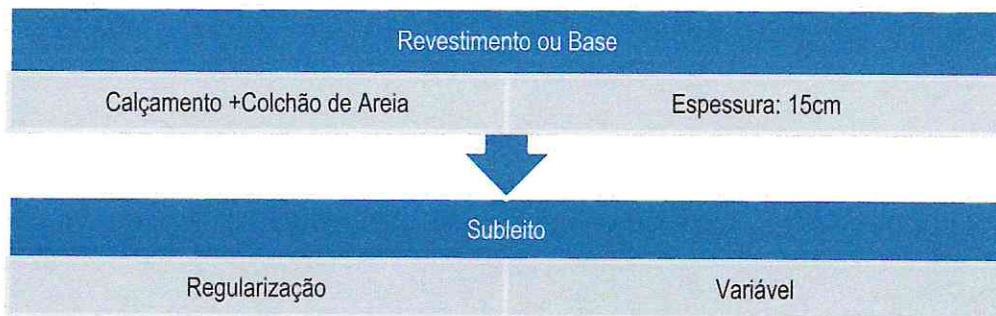 Revestimento ou Base
Calçamento +Colchão de Areia
Espessura: 15cm
Subleito
Regularização
Variável